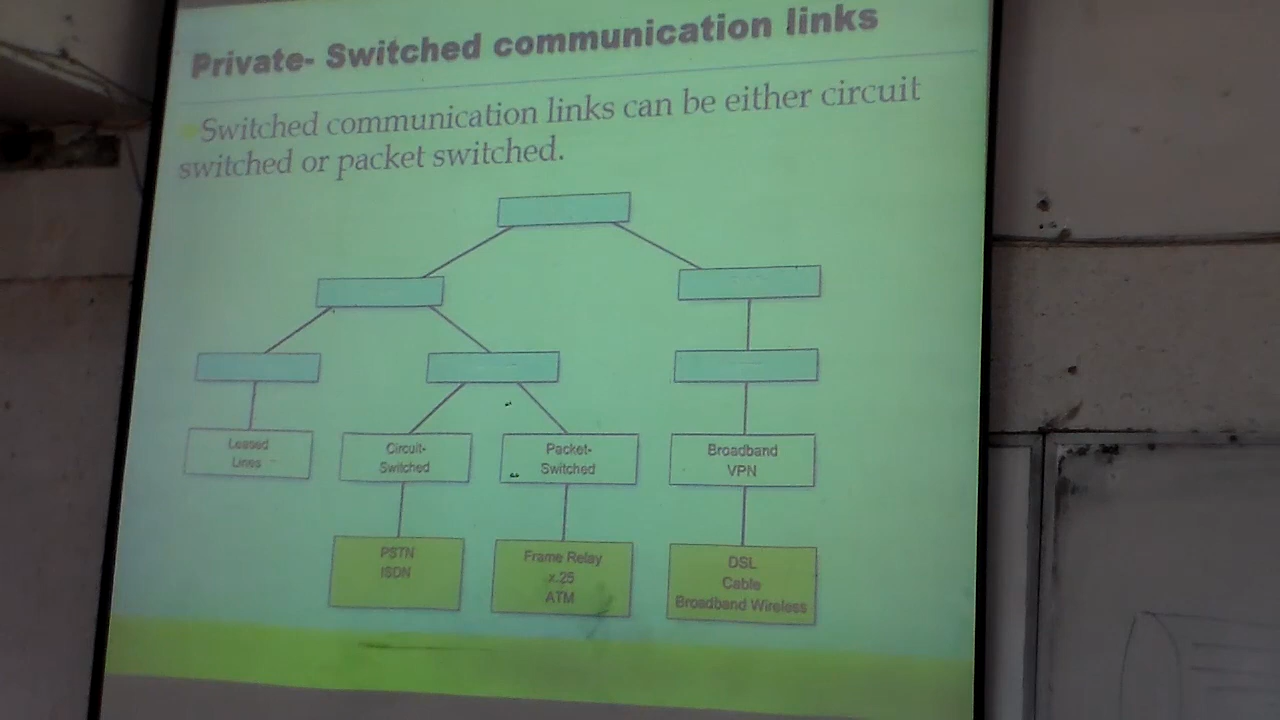 Private- Switched communication links
Switched communication links can be either circuit
switched or packet switched.
Leased
Lines
Circuit-
Switched
Packet-
Switched
Broadband
VPN
PSTN
ISDN
Frame Relay
x.25
ATM
DSL
Cable
Broadband Wireless